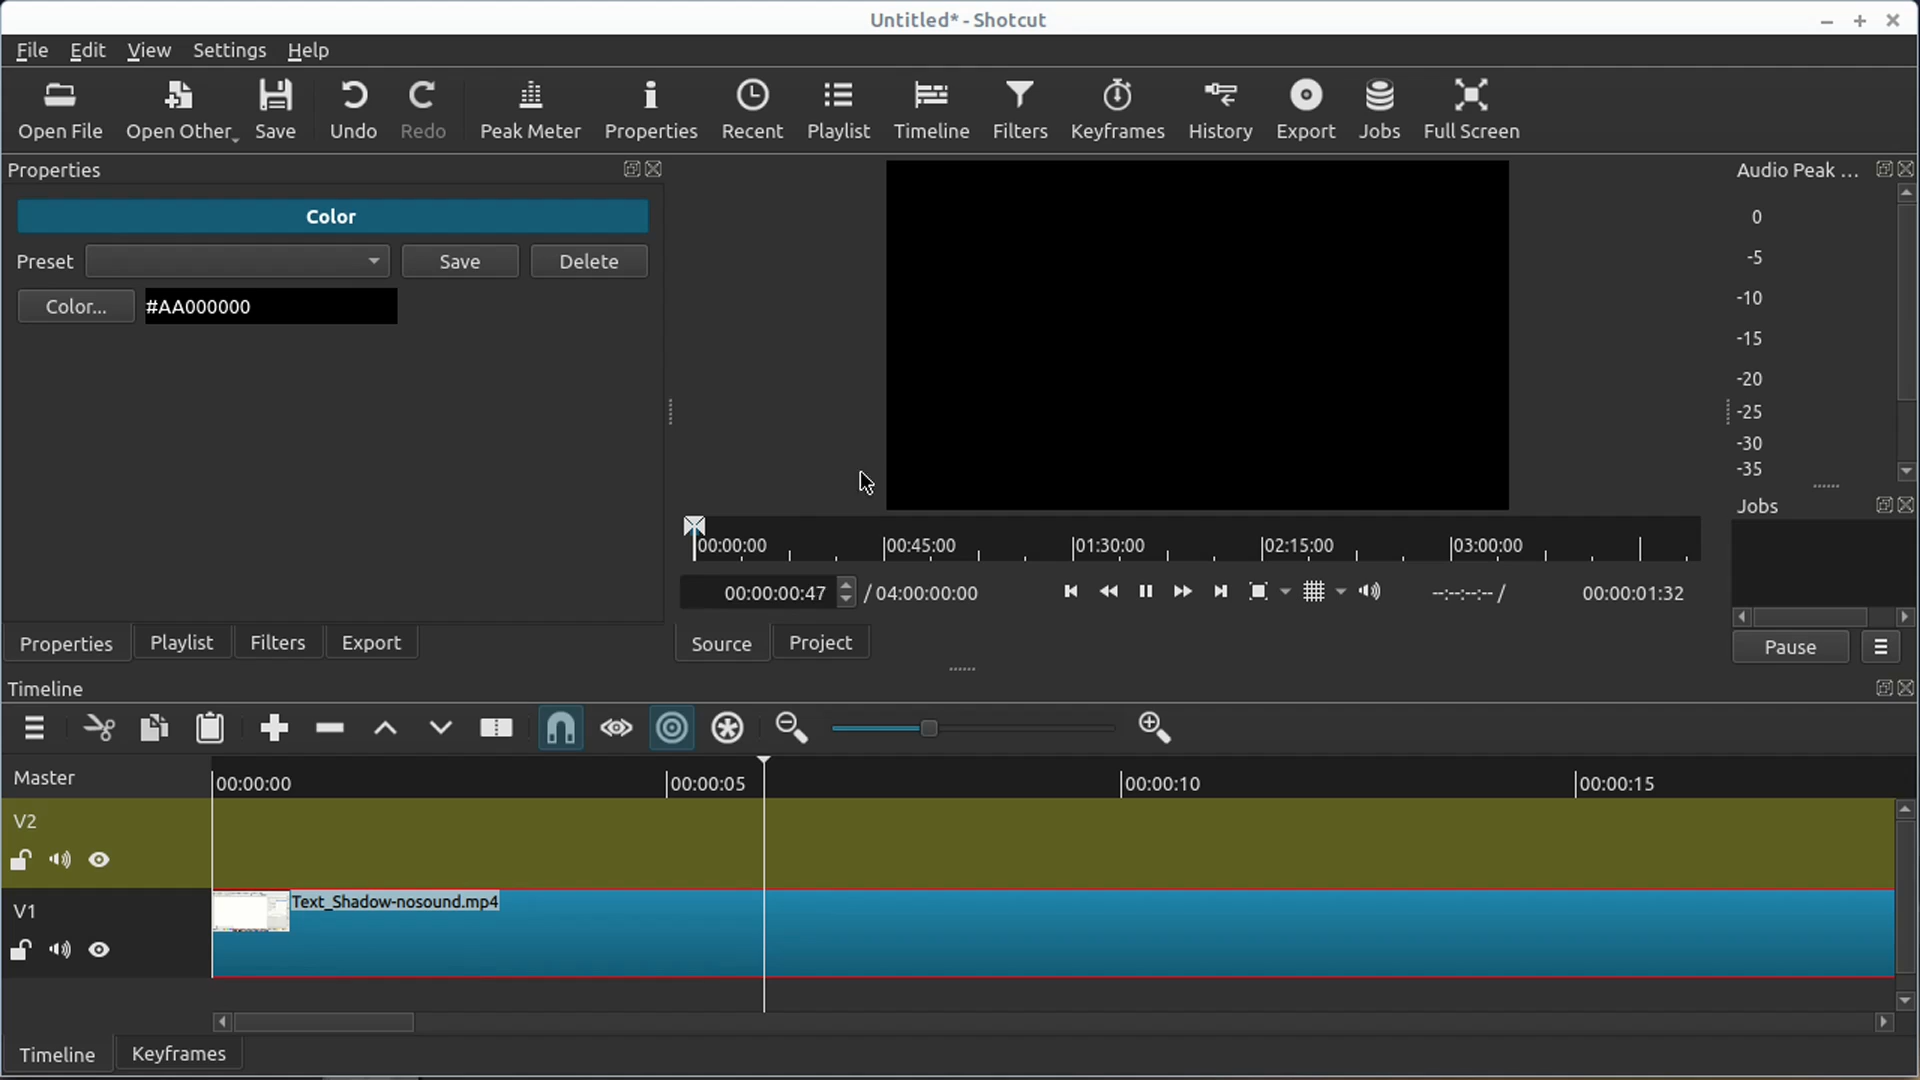 Untitled* - Shotcut
File Edit View Settings Help
Open File Open Other Save Undo Redo Peak Meter Properties Recent Playlist Timeline Filters Keyframes History Export Jobs Full Screen
Properties
Color
Preset Save Delete
Color... #AA000000
Audio Peak ...
0
-5
-10
-15
-20
-25
-30
-35
00:00:00 00:45:00 01:30:00 02:15:00 03:00:00
00:00:00:47 / 04:00:00:00 --:--:--:-- / 00:00:01:32
Jobs
Pause
Properties Playlist Filters Export
Source Project
Timeline
Master 00:00:00 00:00:05 00:00:10 00:00:15
V2
V1
Text_Shadow-nosound.mp4
Timeline Keyframes